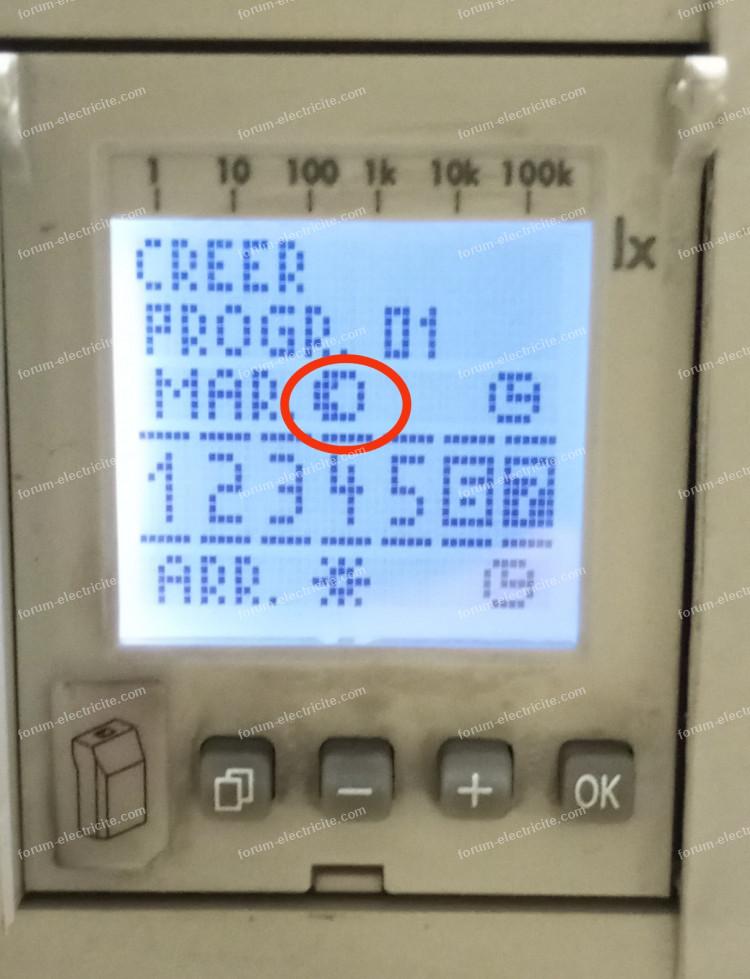 1 10 100 1k 10k 100k
lx
CREER
PROGR. 01
MAR.
1 2 3 4 5 6 7
ARR.
− +  OK
forum-electricite.com